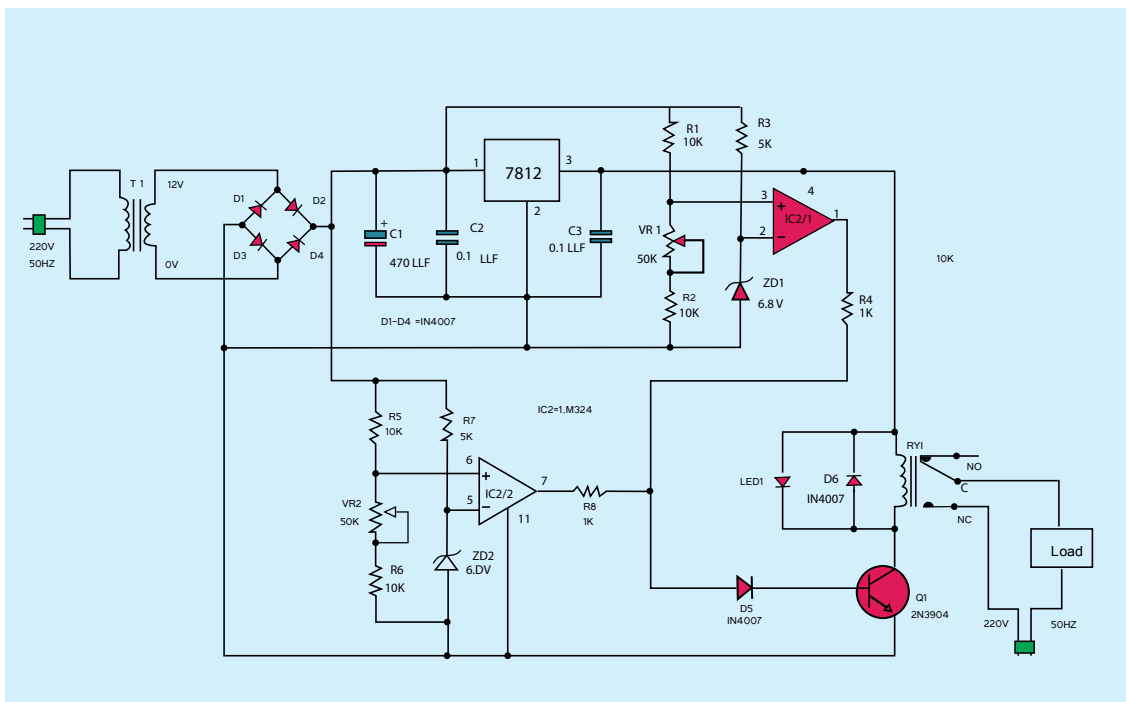 T 1
12V
0V
220V
50HZ
D1
D2
D3
D4
+
C1
470 LLF
C2
0.1 LLF
D1-D4 =IN4007
1
7812
3
2
C3
0.1 LLF
R1
10K
R3
5K
VR 1
50K
R2
10K
ZD1
6.8 V
3
+
2
−
IC2/1
4
1
R4
1K
10K
R5
10K
R7
5K
IC2=1.M324
VR2
50K
R6
10K
6
+
5
−
IC2/2
7
11
ZD2
6.DV
R8
1K
LED1
D6
IN4007
RYI
NO
C
NC
Load
D5
IN4007
Q1
2N3904
220V
50HZ